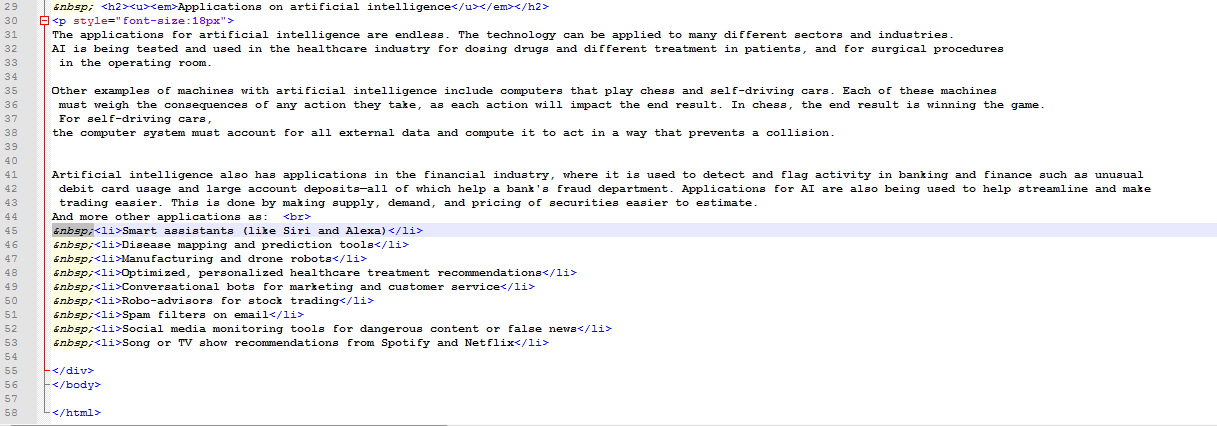 29 &nbsp; <h2><u><em>Applications on artificial intelligence</u></em></h2>
30 <p style="font-size:18px">
31 The applications for artificial intelligence are endless. The technology can be applied to many different sectors and industries.
32 AI is being tested and used in the healthcare industry for dosing drugs and different treatment in patients, and for surgical procedures
33 in the operating room.
34
35 Other examples of machines with artificial intelligence include computers that play chess and self-driving cars. Each of these machines
36 must weigh the consequences of any action they take, as each action will impact the end result. In chess, the end result is winning the game.
37 For self-driving cars,
38 the computer system must account for all external data and compute it to act in a way that prevents a collision.
39
40
41 Artificial intelligence also has applications in the financial industry, where it is used to detect and flag activity in banking and finance such as unusual
42 debit card usage and large account deposits—all of which help a bank's fraud department. Applications for AI are also being used to help streamline and make
43 trading easier. This is done by making supply, demand, and pricing of securities easier to estimate.
44 And more other applications as:  <br>
45 &nbsp;<li>Smart assistants (like Siri and Alexa)</li>
46 &nbsp;<li>Disease mapping and prediction tools</li>
47 &nbsp;<li>Manufacturing and drone robots</li>
48 &nbsp;<li>Optimized, personalized healthcare treatment recommendations</li>
49 &nbsp;<li>Conversational bots for marketing and customer service</li>
50 &nbsp;<li>Robo-advisors for stock trading</li>
51 &nbsp;<li>Spam filters on email</li>
52 &nbsp;<li>Social media monitoring tools for dangerous content or false news</li>
53 &nbsp;<li>Song or TV show recommendations from Spotify and Netflix</li>
54
55 </div>
56 </body>
57
58 </html>